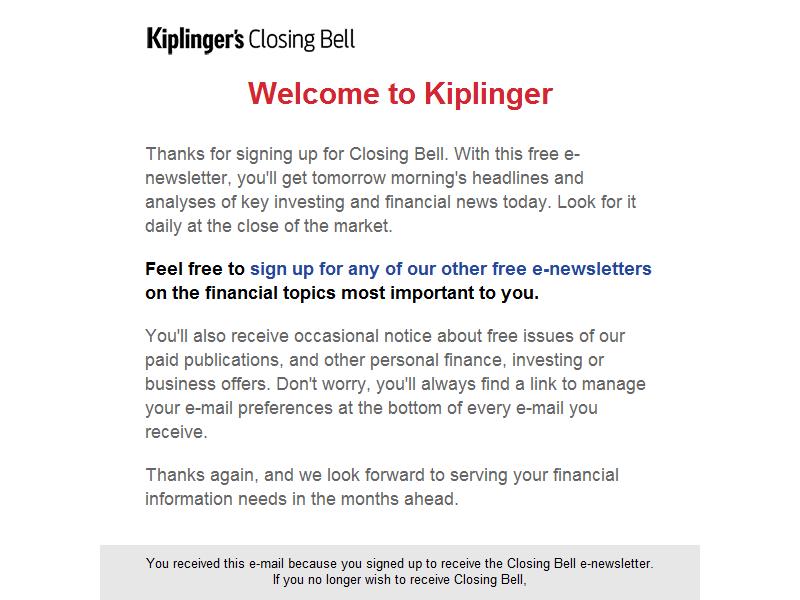 Kiplinger's Closing Bell
Welcome to Kiplinger
Thanks for signing up for Closing Bell. With this free e-
newsletter, you'll get tomorrow morning's headlines and
analyses of key investing and financial news today. Look for it
daily at the close of the market.
Feel free to sign up for any of our other free e-newsletters
on the financial topics most important to you.
You'll also receive occasional notice about free issues of our
paid publications, and other personal finance, investing or
business offers. Don't worry, you'll always find a link to manage
your e-mail preferences at the bottom of every e-mail you
receive.
Thanks again, and we look forward to serving your financial
information needs in the months ahead.
You received this e-mail because you signed up to receive the Closing Bell e-newsletter.
If you no longer wish to receive Closing Bell,